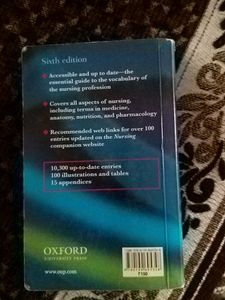 Sixth edition
Accessible and up to date—the
essential guide to the vocabulary of
the nursing profession
Covers all aspects of nursing,
including terms in medicine,
anatomy, nutrition, and pharmacology
Recommended web links for over 100
entries updated on the Nursing
companion website
10,300 up-to-date entries
100 illustrations and tables
15 appendices
OXFORD
UNIVERSITY PRESS
www.oup.com